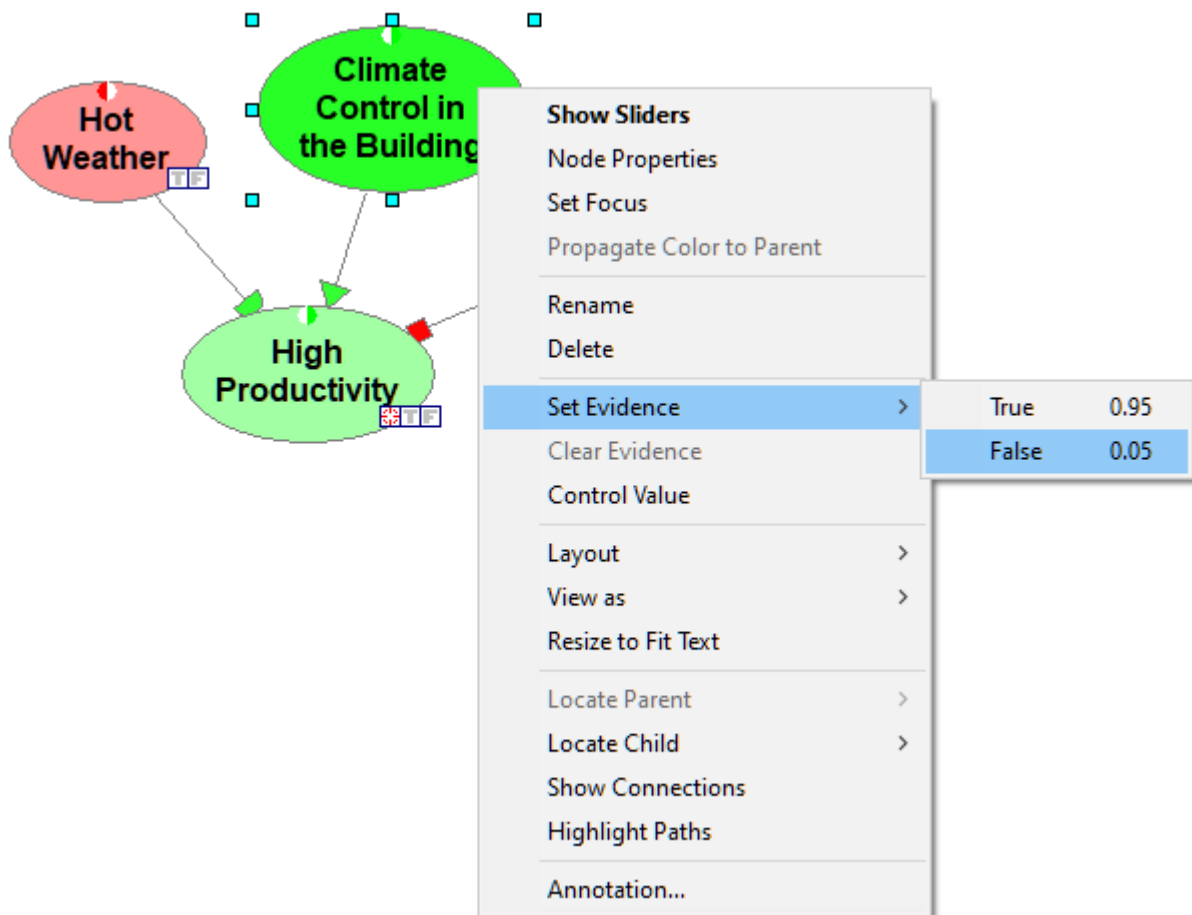 Climate
Control in
the Building
Hot
Weather
T F
High
Productivity
T F
Show Sliders
Node Properties
Set Focus
Propagate Color to Parent
Rename
Delete
Set Evidence
True 0.95
False 0.05
Clear Evidence
Control Value
Layout
View as
Resize to Fit Text
Locate Parent
Locate Child
Show Connections
Highlight Paths
Annotation...